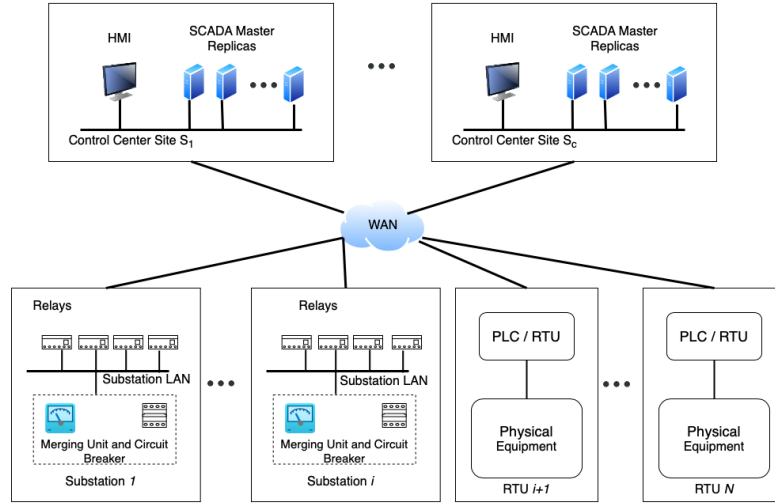 HMI
SCADA Master
Replicas
Control Center Site S1
HMI
SCADA Master
Replicas
Control Center Site Sc
WAN
Relays
Substation LAN
Merging Unit and Circuit
Breaker
Substation 1
Relays
Substation LAN
Merging Unit and Circuit
Breaker
Substation i
PLC / RTU
Physical
Equipment
RTU i+1
PLC / RTU
Physical
Equipment
RTU N